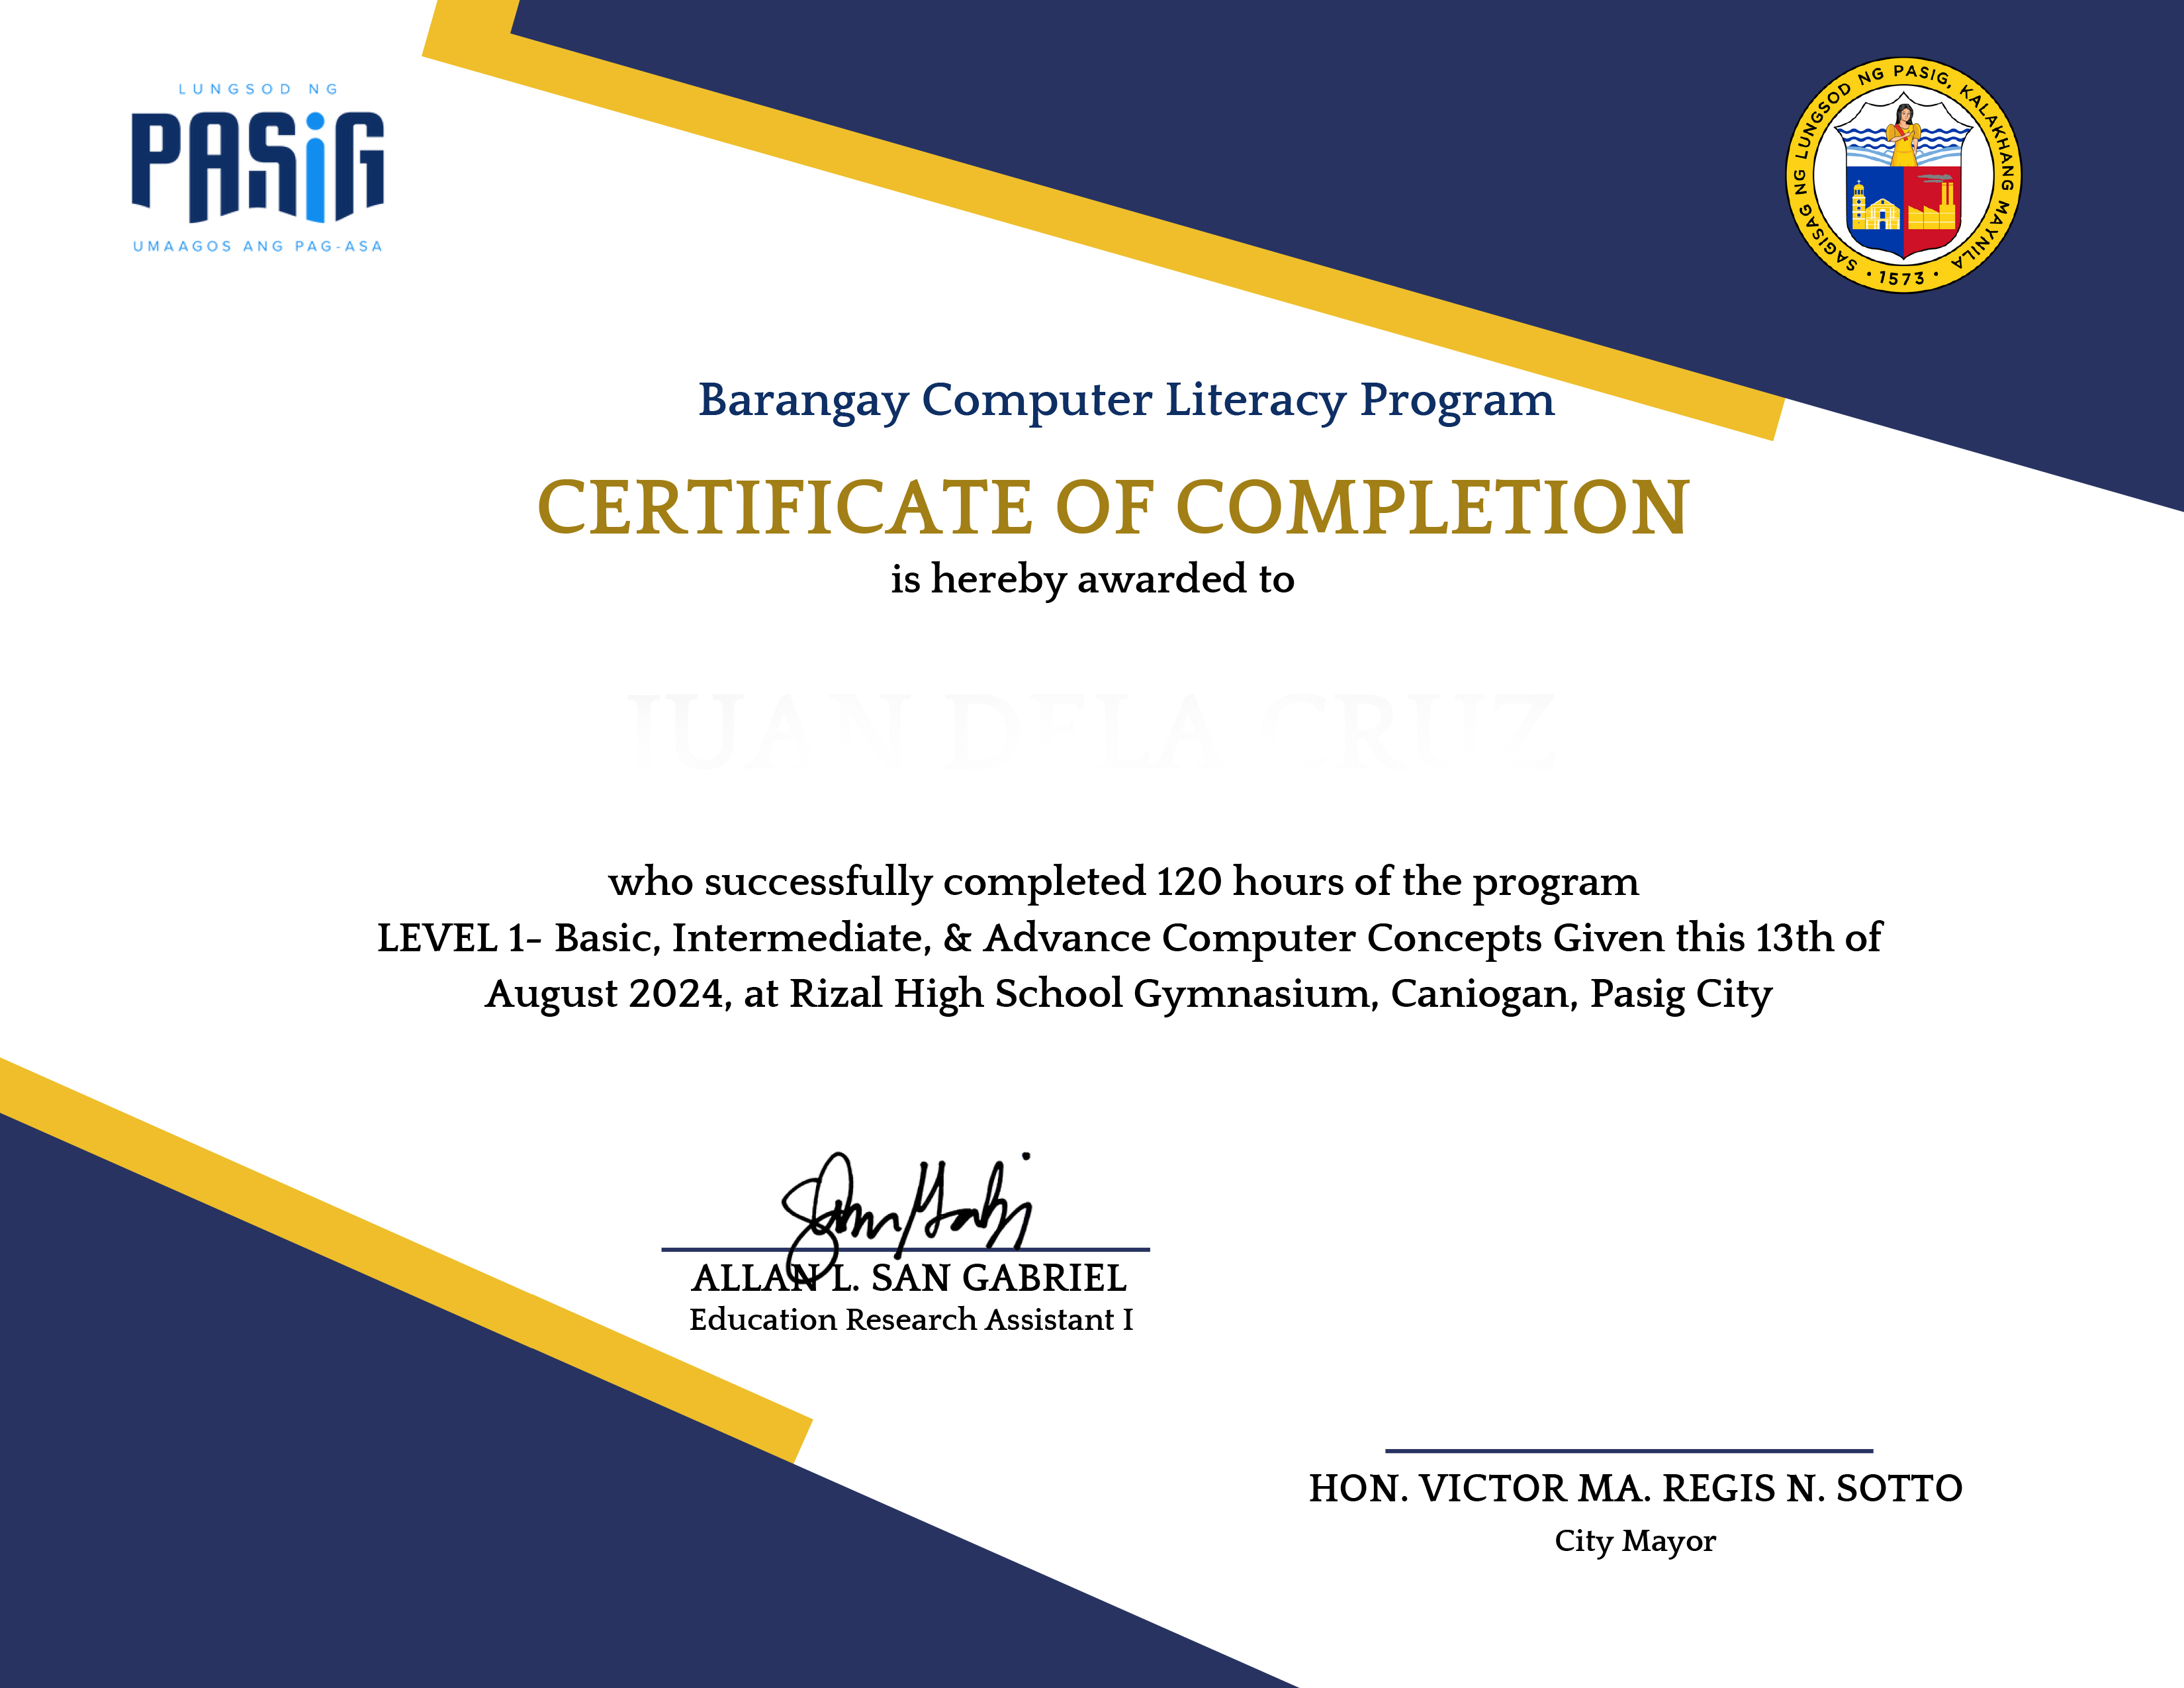 LUNGSOD NG
PASiG
UMAAGOS ANG PAG-ASA
SAGISAG NG LUNGSOD NG PASIG, KALAKHANG MAYNILA
• 1573 •
Barangay Computer Literacy Program
CERTIFICATE OF COMPLETION
is hereby awarded to
JUAN DELA CRUZ
who successfully completed 120 hours of the program
LEVEL 1- Basic, Intermediate, & Advance Computer Concepts Given this 13th of
August 2024, at Rizal High School Gymnasium, Caniogan, Pasig City
ALLAN L. SAN GABRIEL
Education Research Assistant I
HON. VICTOR MA. REGIS N. SOTTO
City Mayor